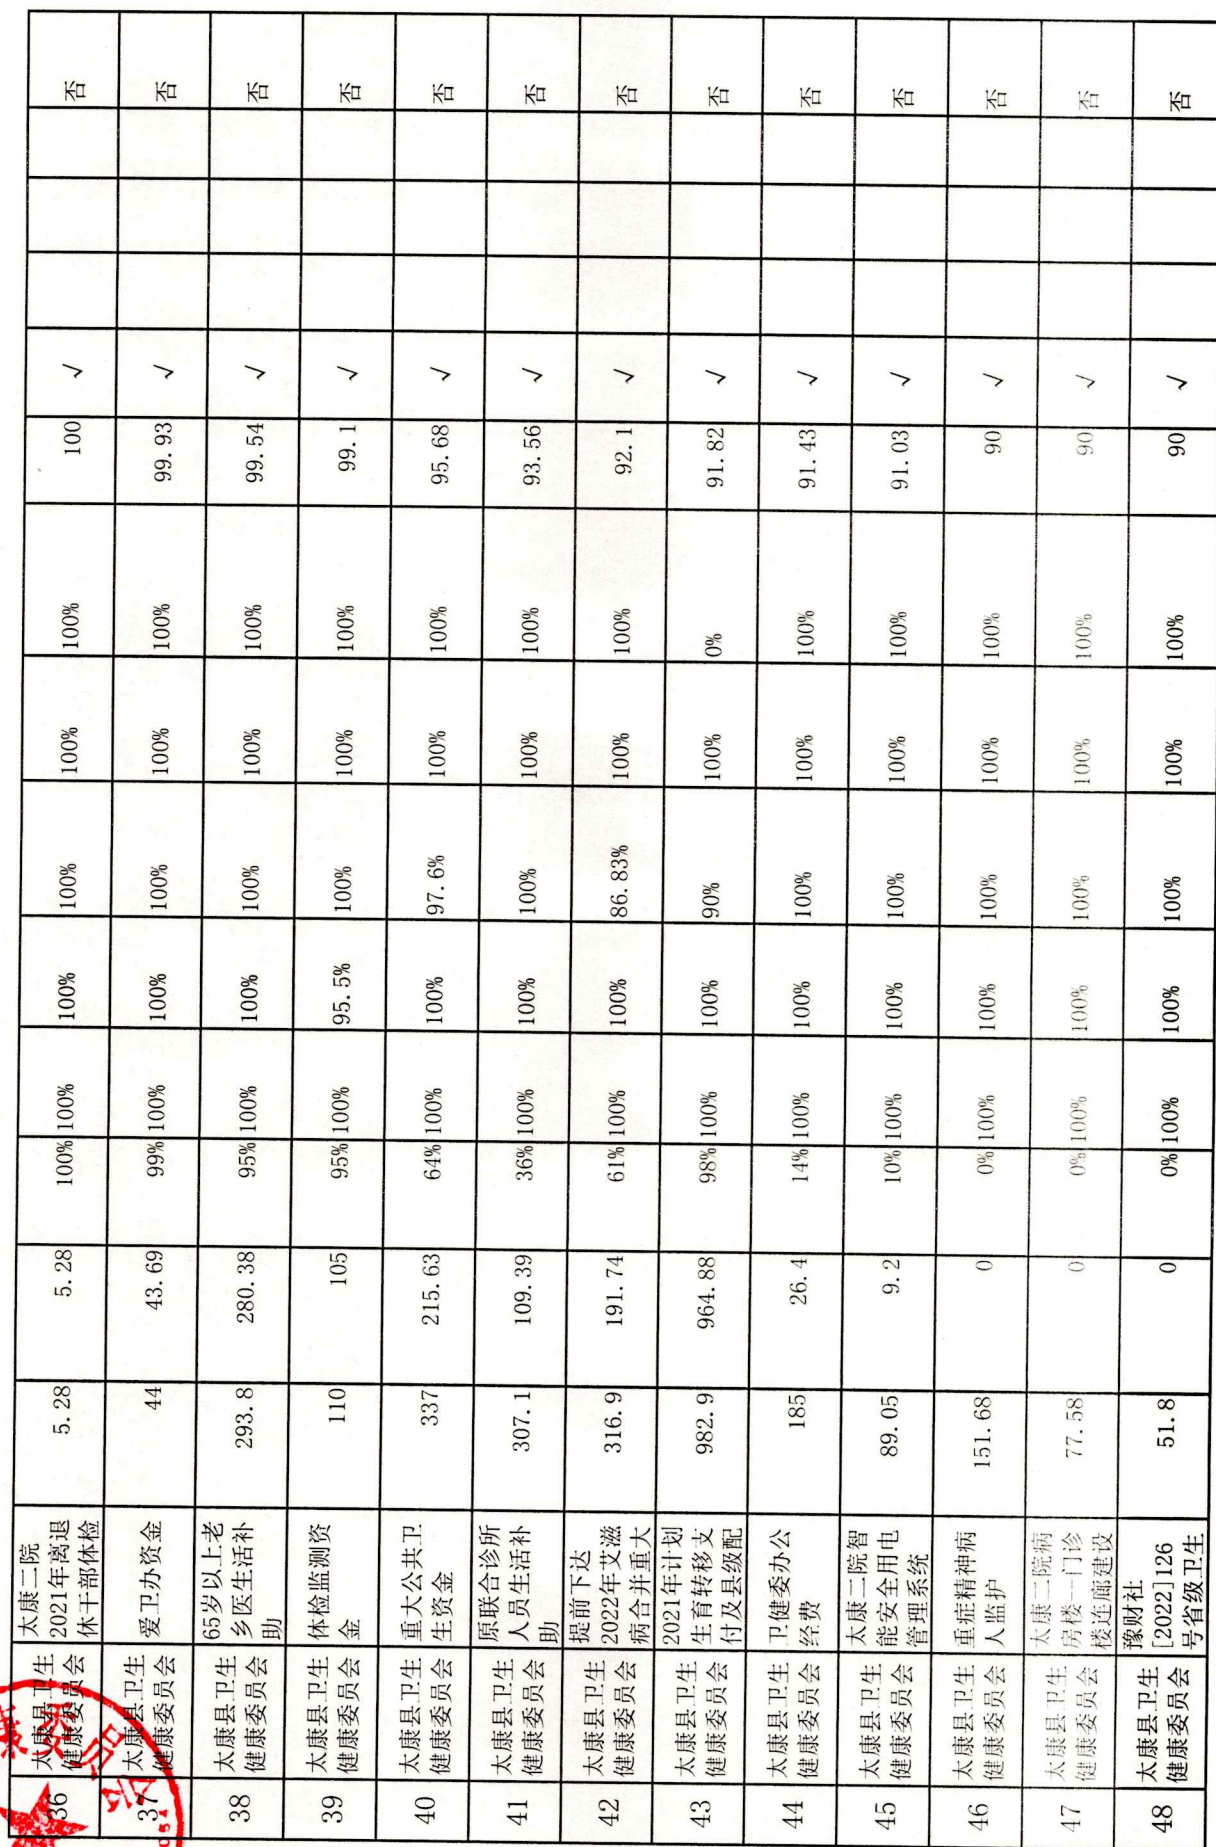 36 太康县卫生健康委员会 太康二院2021年离退休干部体检 5.28 5.28 100% 100% 100% 100% 100% 100% 100 √ 否
37 太康县卫生健康委员会 爱卫办资金 44 43.69 99% 100% 100% 100% 100% 100% 99.93 √ 否
38 太康县卫生健康委员会 65岁以上老乡医生活补助 293.8 280.38 95% 100% 100% 100% 100% 100% 99.54 √ 否
39 太康县卫生健康委员会 体检监测资金 110 105 95% 100% 95.5% 100% 100% 100% 99.1 √ 否
40 太康县卫生健康委员会 重大公共卫生资金 337 215.63 64% 100% 100% 97.6% 100% 100% 95.68 √ 否
41 太康县卫生健康委员会 原联合诊所人员生活补助 307.1 109.39 36% 100% 100% 100% 100% 100% 93.56 √ 否
42 太康县卫生健康委员会 提前下达2022年艾滋病合并重大 316.9 191.74 61% 100% 100% 86.83% 100% 100% 92.1 √ 否
43 太康县卫生健康委员会 2021年计划生育转移支付及县级配 982.9 964.88 98% 100% 100% 90% 100% 0% 91.82 √ 否
44 太康县卫生健康委员会 卫健委办公经费 185 26.4 14% 100% 100% 100% 100% 100% 91.43 √ 否
45 太康县卫生健康委员会 太康二院智能安全用电管理系统 89.05 9.2 10% 100% 100% 100% 100% 100% 91.03 √ 否
46 太康县卫生健康委员会 重症精神病人监护 151.68 0 0% 100% 100% 100% 100% 100% 90 √ 否
47 太康县卫生健康委员会 太康二院病房楼一门诊楼连廊建设 77.58 0 0% 100% 100% 100% 100% 100% 90 √ 否
48 太康县卫生健康委员会 豫财社[2022]126号省级卫生 51.8 0 0% 100% 100% 100% 100% 100% 90 √ 否